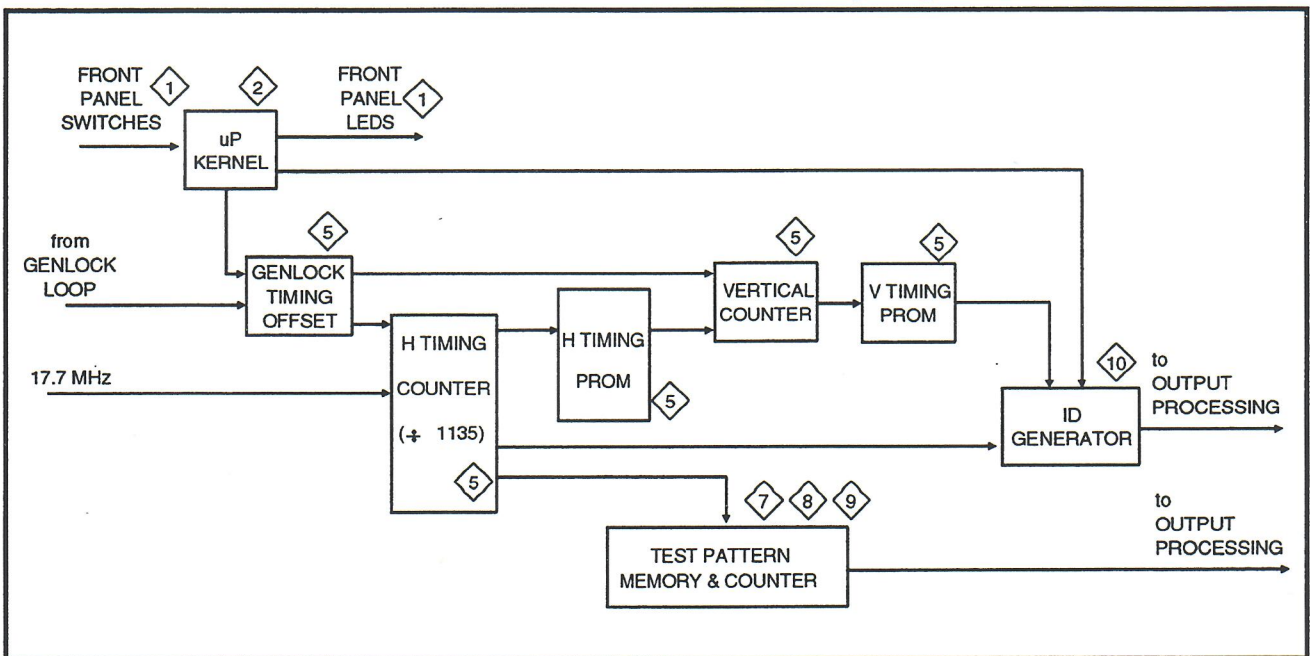 FRONT
PANEL
SWITCHES
1
2
FRONT
PANEL
LEDS
1
uP
KERNEL
from
GENLOCK
LOOP
5
GENLOCK
TIMING
OFFSET
17.7 MHz
H TIMING
COUNTER
(÷ 1135)
5
H TIMING
PROM
5
5
VERTICAL
COUNTER
5
V TIMING
PROM
10
ID
GENERATOR
to
OUTPUT
PROCESSING
7 8 9
TEST PATTERN
MEMORY & COUNTER
to
OUTPUT
PROCESSING